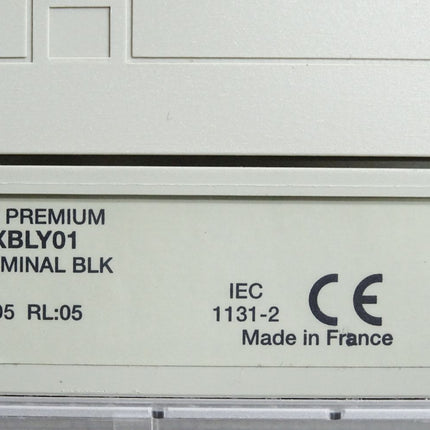 PREMIUM
XBLY01
MINAL BLK
05 RL:05
IEC
1131-2
CE
Made in France